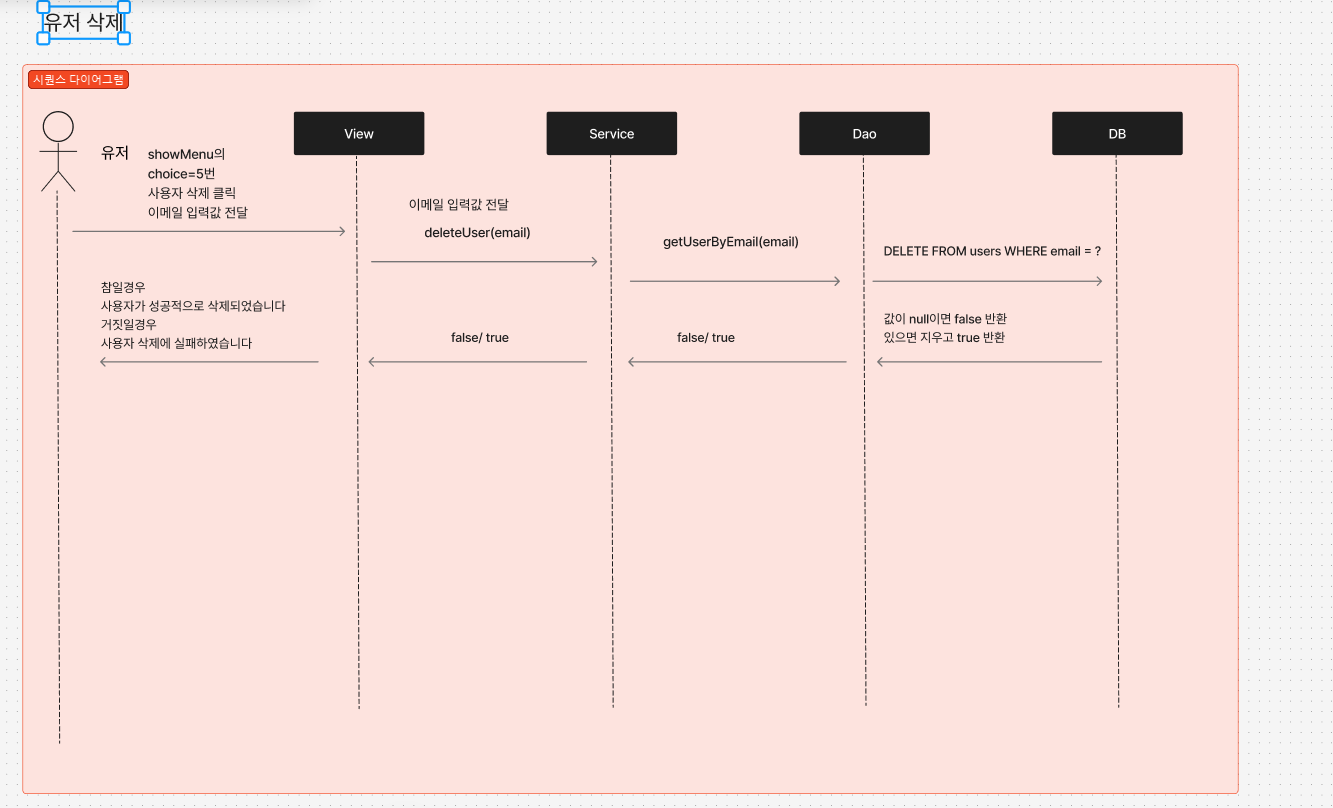 유저 삭제
시퀀스 다이어그램
View
Service
Dao
DB
유저
showMenu의
choice=5번
사용자 삭제 클릭
이메일 입력값 전달
이메일 입력값 전달
deleteUser(email)
getUserByEmail(email)
DELETE FROM users WHERE email = ?
참일경우
사용자가 성공적으로 삭제되었습니다
거짓일경우
사용자 삭제에 실패하였습니다
false/ true
false/ true
값이 null이면 false 반환
있으면 지우고 true 반환